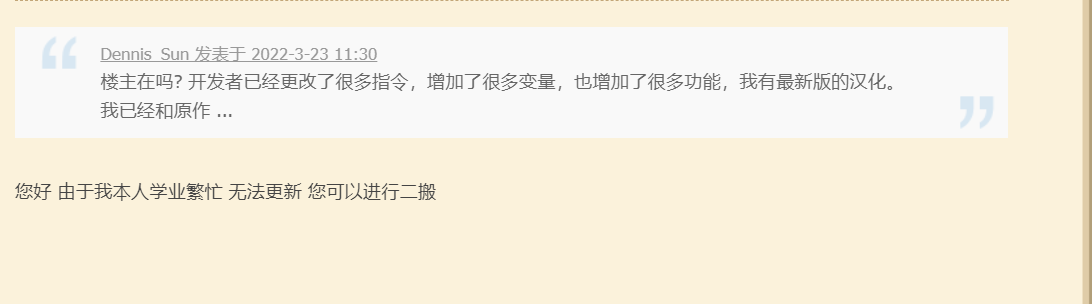 Dennis_Sun 发表于 2022-3-23 11:30
楼主在吗? 开发者已经更改了很多指令，增加了很多变量，也增加了很多功能，我有最新版的汉化。
我已经和原作 ...
您好 由于我本人学业繁忙 无法更新 您可以进行二搬